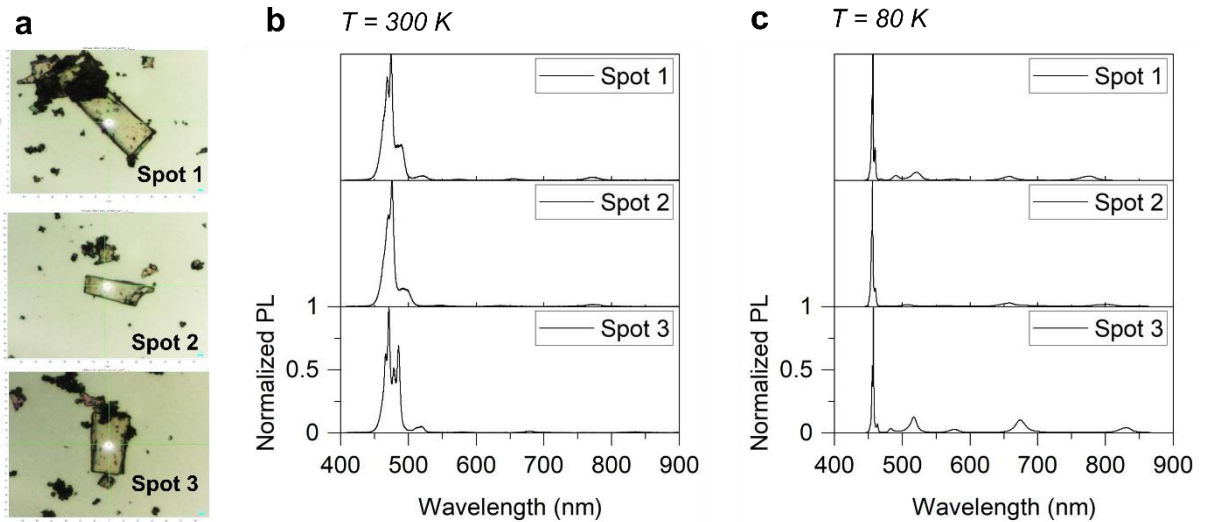 a
Spot 1
Spot 2
Spot 3
b
T = 300 K
Spot 1
Spot 2
1
Spot 3
0.5
0
Normalized PL
400 500 600 700 800 900
Wavelength (nm)
c
T = 80 K
Spot 1
Spot 2
1
Spot 3
0.5
0
Normalized PL
400 500 600 700 800 900
Wavelength (nm)